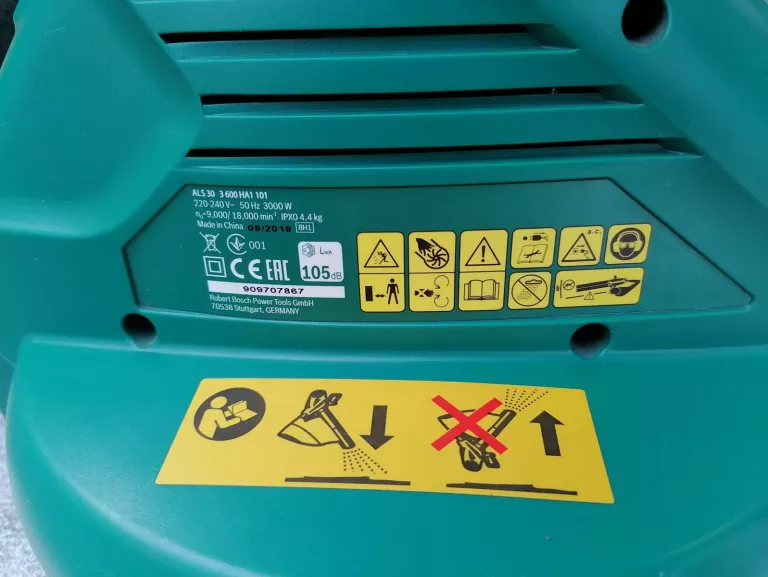 ALS 30 3 600 HA1 101
220-240 V~ 50 Hz 3000 W
n₀=9,000/18,000 min⁻¹ IPX0 4.4 kg
Made in China 09/2018 8H1
001
LWA
CE EAC
105dB
909707867
Robert Bosch Power Tools GmbH
70538 Stuttgart, GERMANY
a.c.